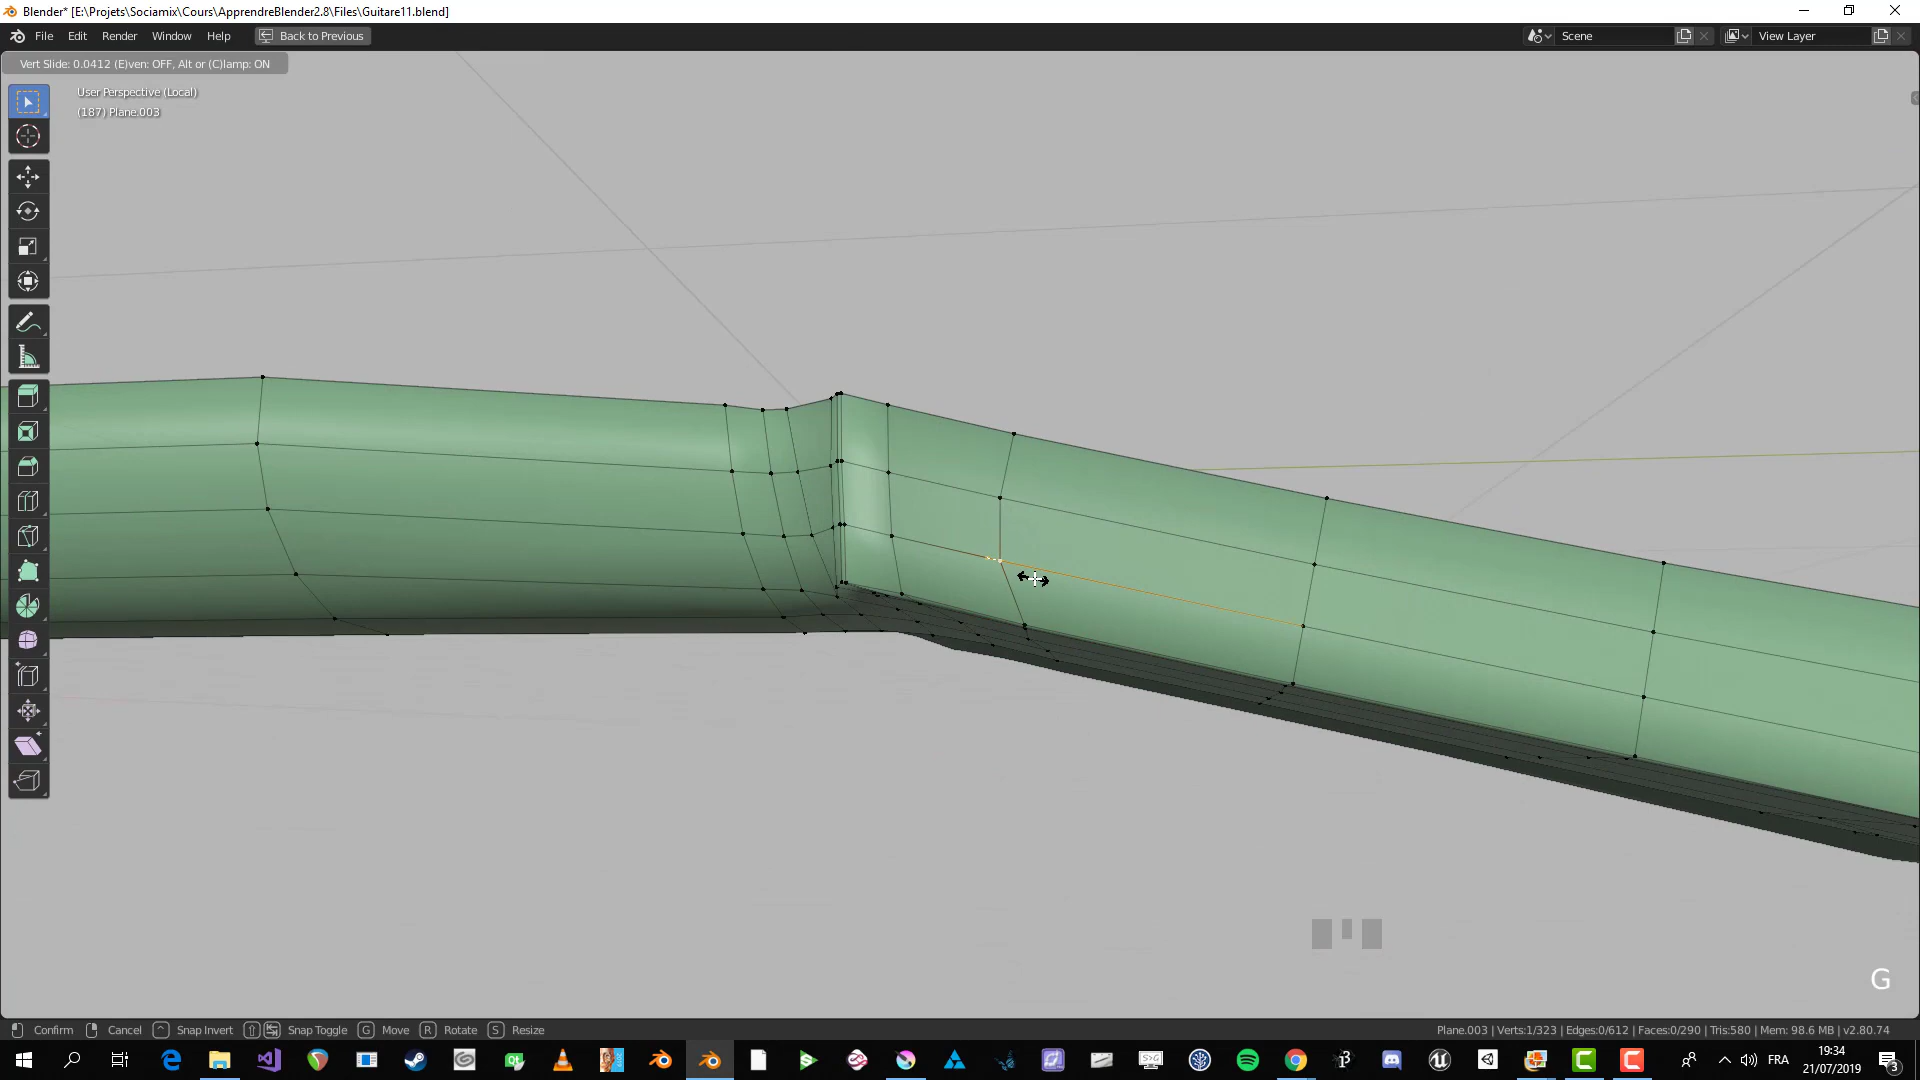 Blender* [E:\Projets\Sociamix\Cours\ApprendreBlender2.8\Files\Guitare11.blend]
File Edit Render Window Help Back to Previous Scene View Layer
Vert Slide: 0.0412 (E)ven: OFF, Alt or (C)lamp: ON
User Perspective (Local)
(187) Plane.003
G
Confirm Cancel ^ Snap Invert Snap Toggle G Move R Rotate S Resize Plane.003 | Verts:1/323 | Edges:0/612 | Faces:0/290 | Tris:580 | Mem: 98.6 MB | v2.80.74
FRA 19:34
21/07/2019
3